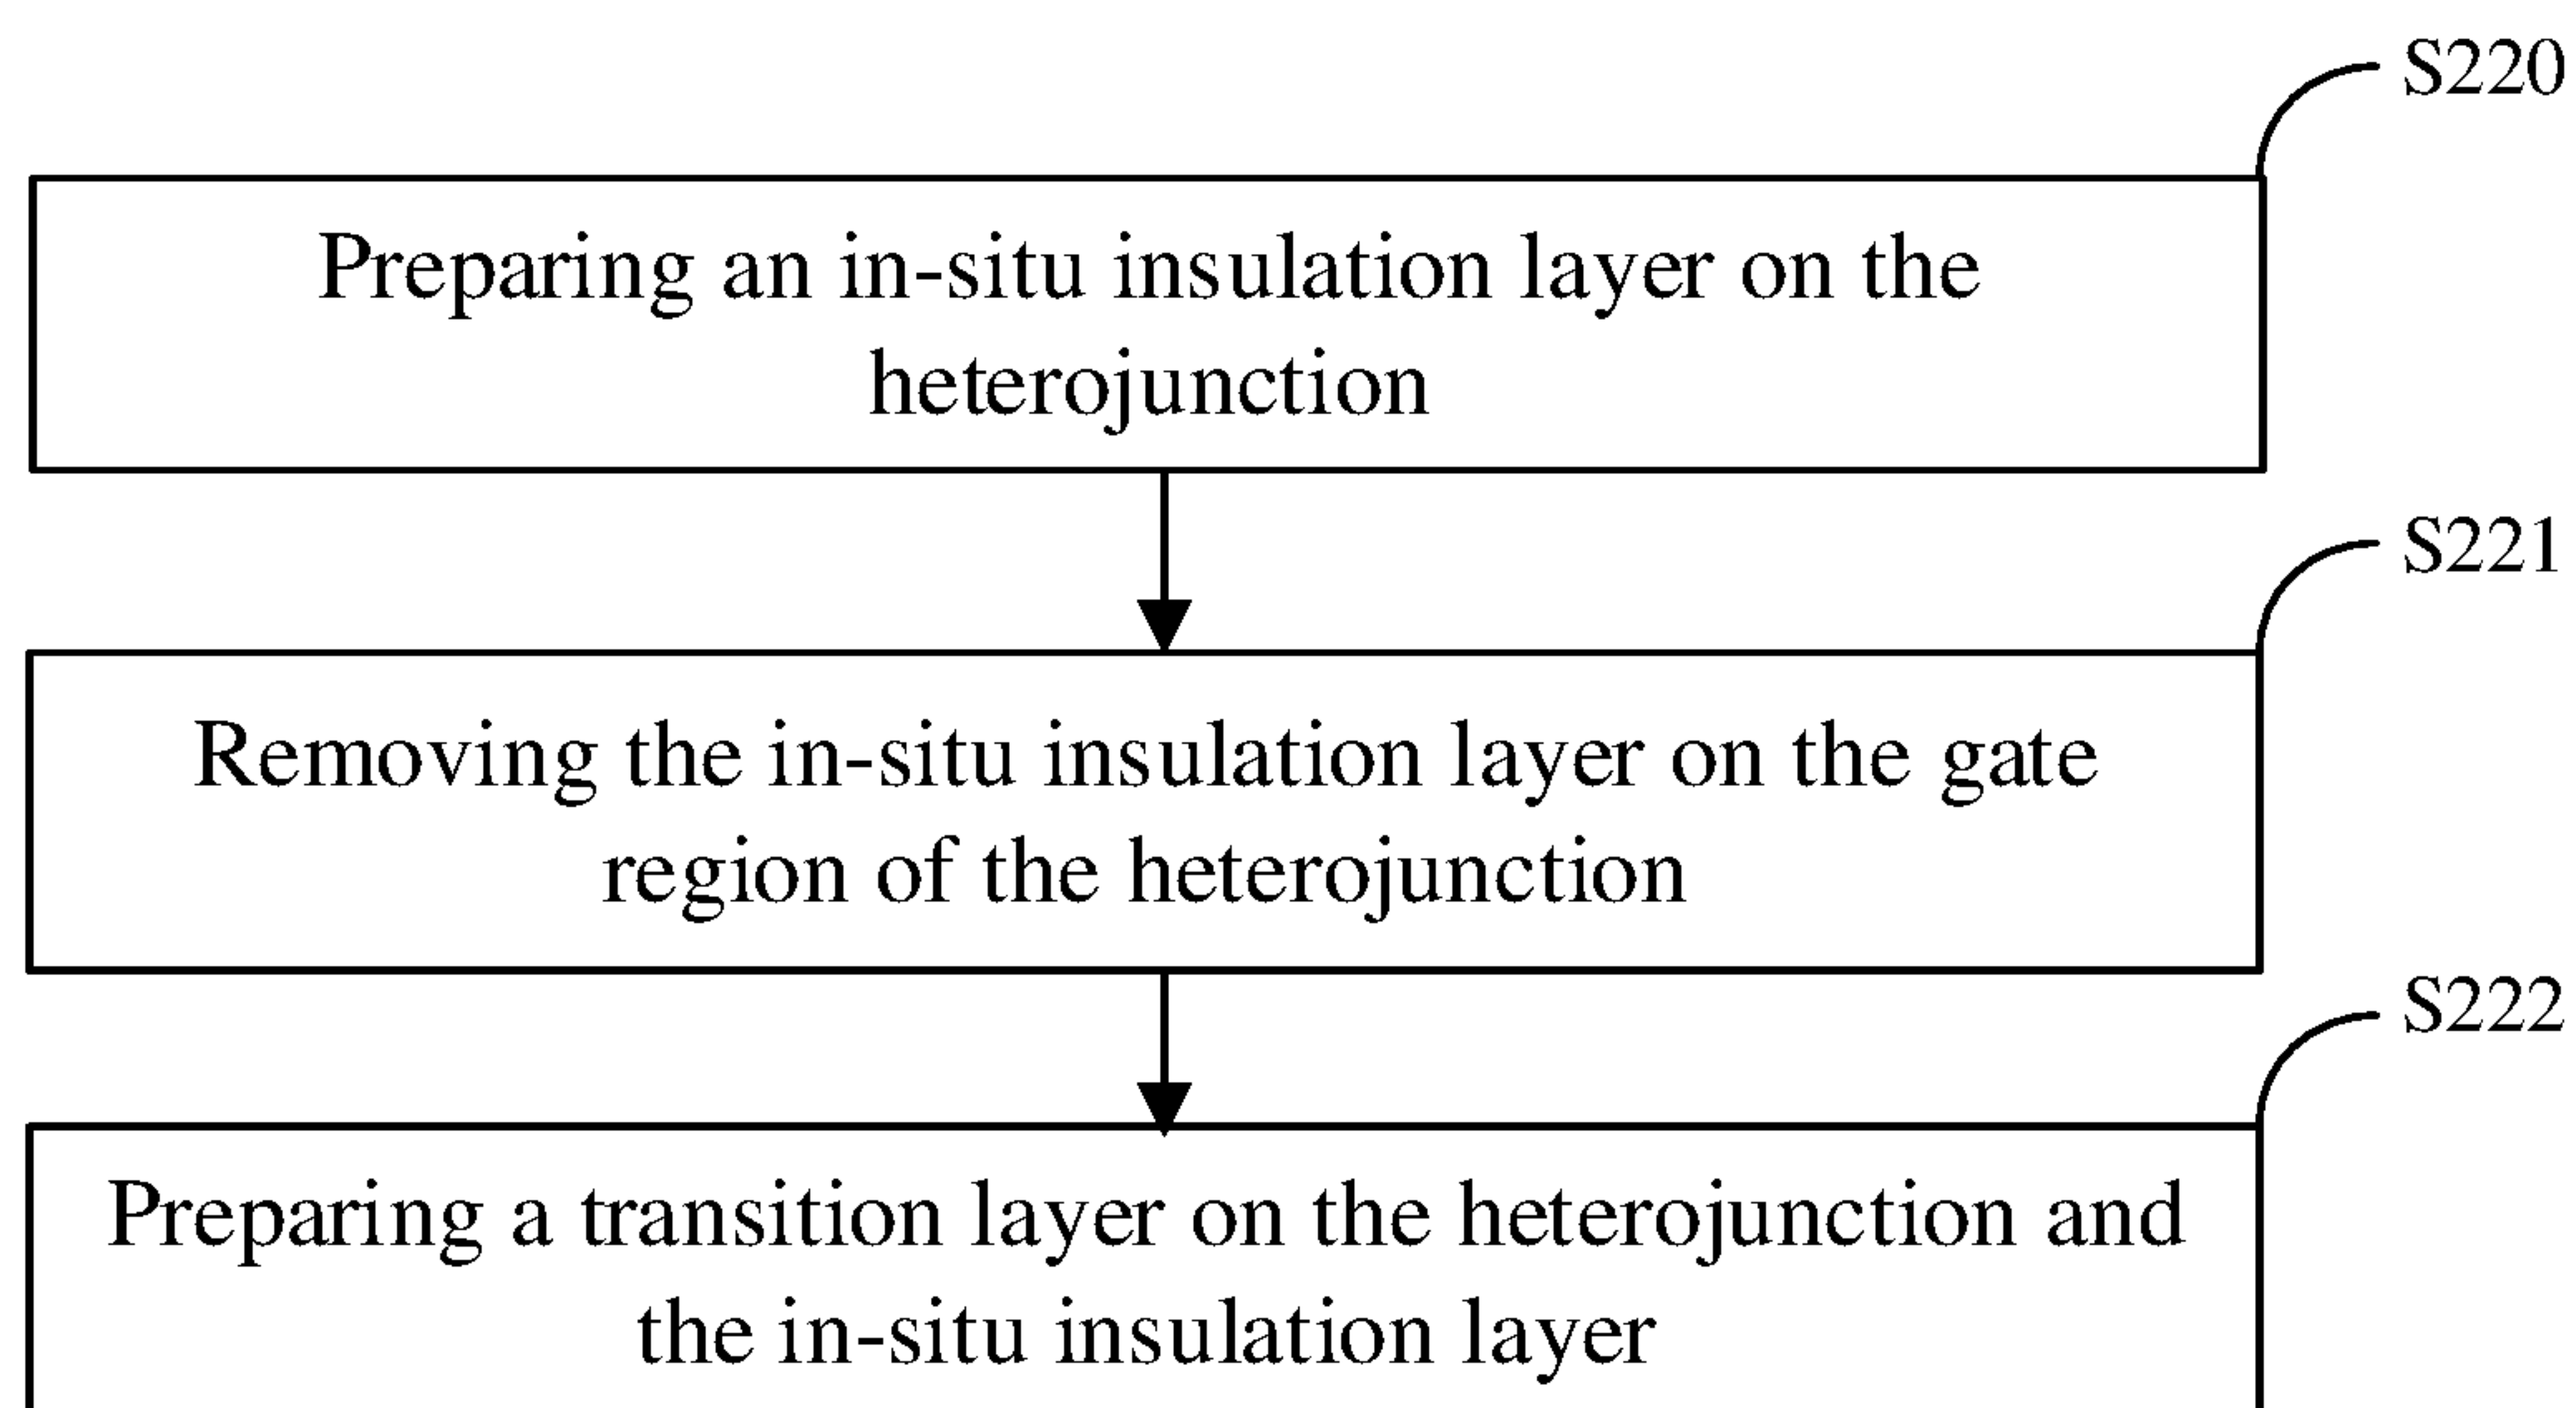 S220
Preparing an in-situ insulation layer on the
heterojunction
S221
Removing the in-situ insulation layer on the gate
region of the heterojunction
S222
Preparing a transition layer on the heterojunction and
the in-situ insulation layer